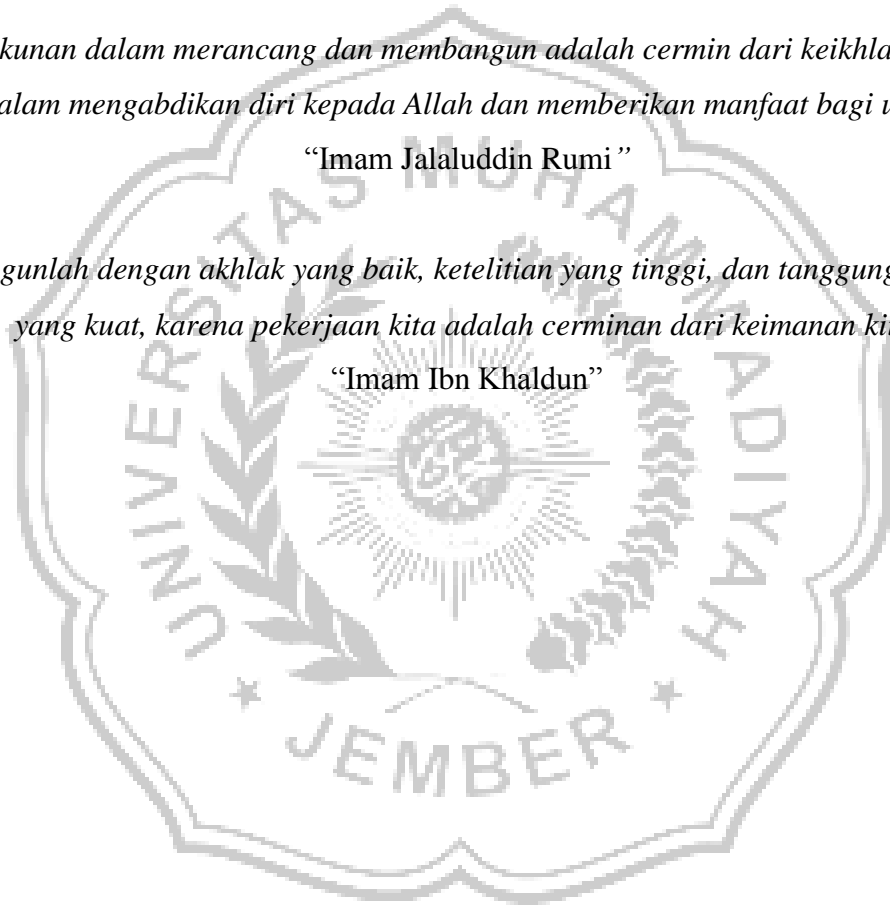 kunan dalam merancang dan membangun adalah cermin dari keikhla
alam mengabdikan diri kepada Allah dan memberikan manfaat bagi u
“Imam Jalaluddin Rumi”
gunlah dengan akhlak yang baik, ketelitian yang tinggi, dan tanggung
yang kuat, karena pekerjaan kita adalah cerminan dari keimanan ki
“Imam Ibn Khaldun”
UNIVERSITAS MUHAMMADIYAH
JEMBER